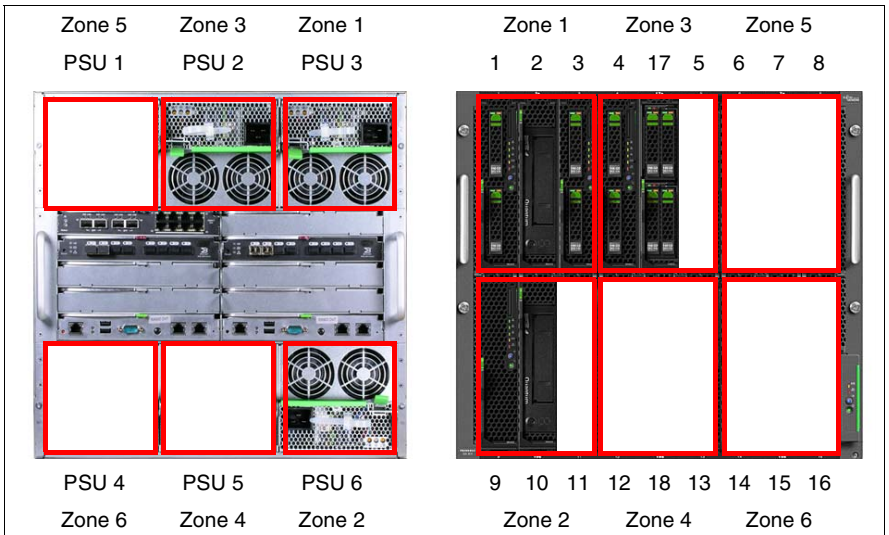 Zone 5 Zone 3 Zone 1
PSU 1 PSU 2 PSU 3
Zone 1 Zone 3 Zone 5
1 2 3 4 17 5 6 7 8
Quantum
Quantum
PSU 4 PSU 5 PSU 6
Zone 6 Zone 4 Zone 2
9 10 11 12 18 13 14 15 16
Zone 2 Zone 4 Zone 6